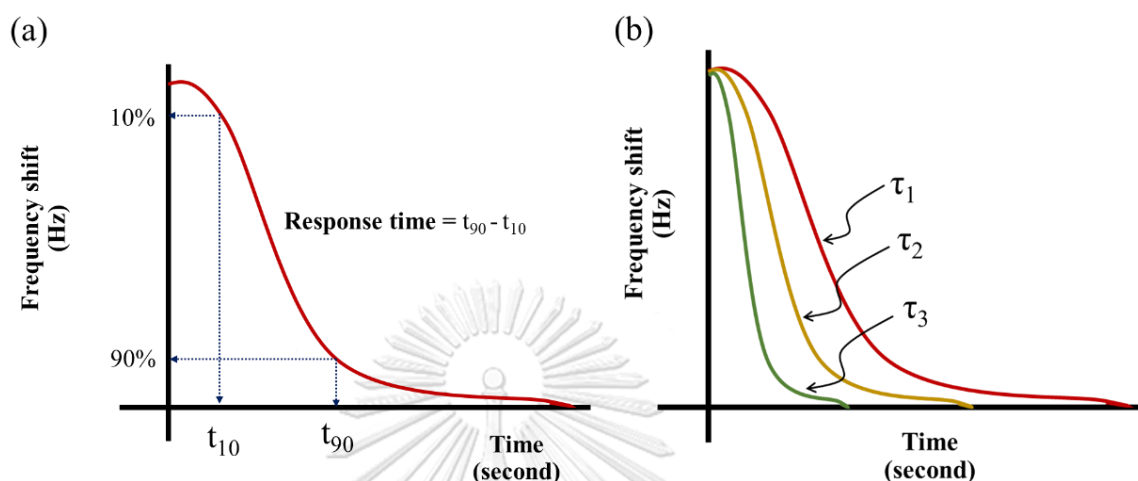 (a)
10%
Frequency shift
(Hz)
Response time = t₉₀ - t₁₀
90%
t₁₀
t₉₀
Time
(second)
(b)
Frequency shift
(Hz)
τ₁
τ₂
τ₃
Time
(second)